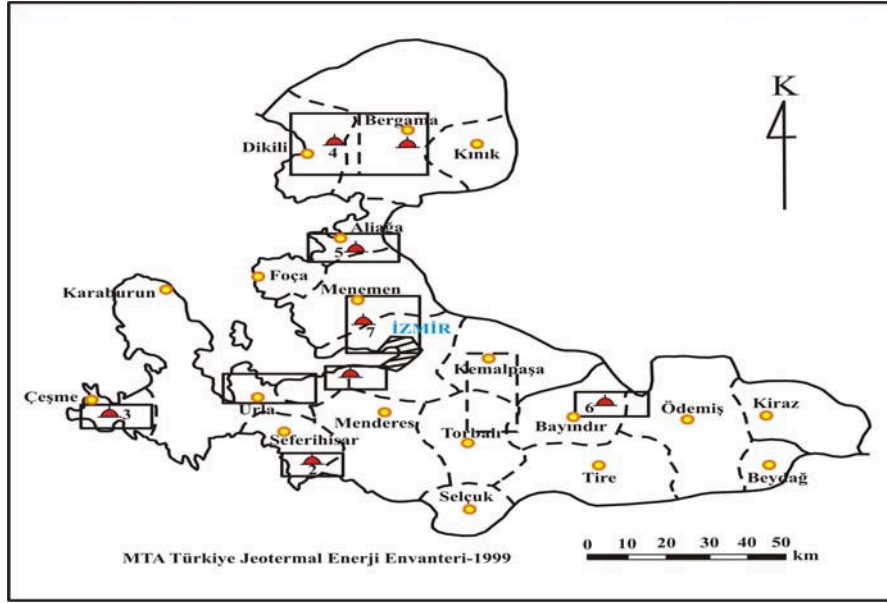 K
Bergama
Dikili
4
Kınık
Aliağa
5
Foça
Karaburun
Menemen
7
İZMİR
Kemalpaşa
Çeşme
3
Urla
6
Bayındır
Ödemiş
Kiraz
Menderes
Seferihisar
Torbalı
2
Tire
Beydağ
Selçuk
MTA Türkiye Jeotermal Enerji Envanteri-1999
0 10 20 30 40 50
km